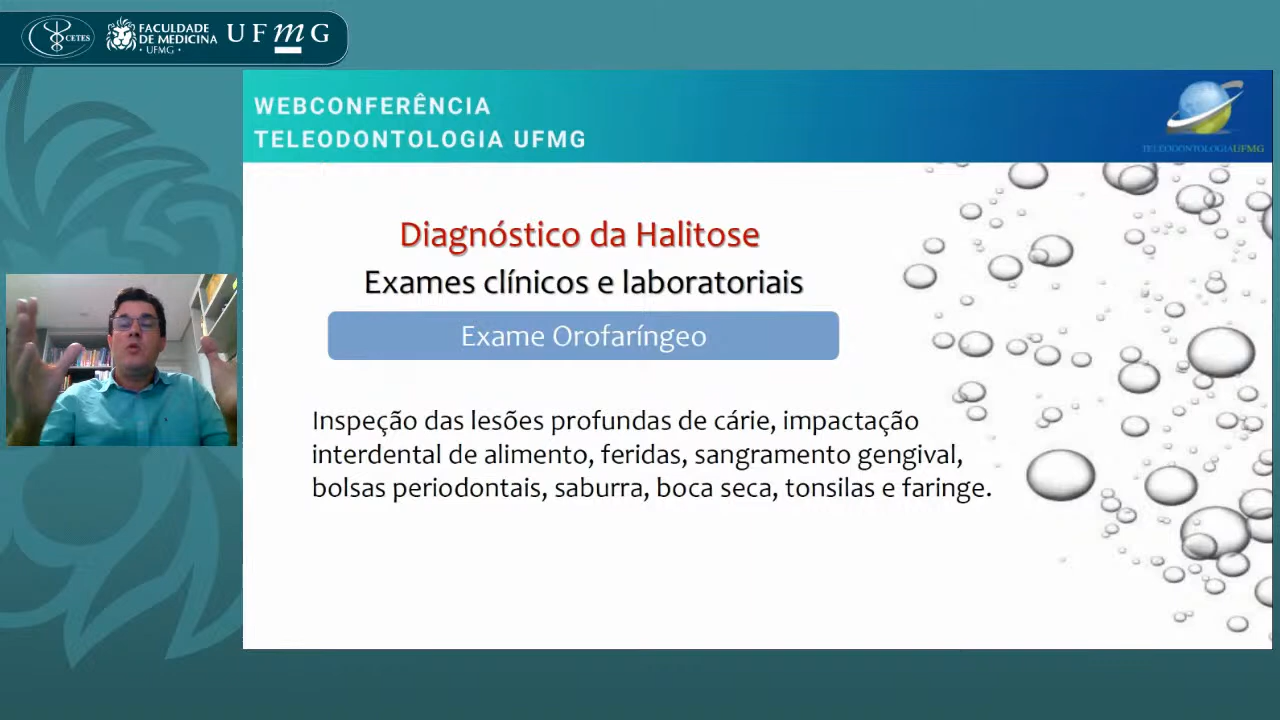 CETES
FACULDADE
DE MEDICINA
• UFMG •
UFmG
WEBCONFERÊNCIA
TELEODONTOLOGIA UFMG
TELEODONTOLOGIAUFMG
Diagnóstico da Halitose
Exames clínicos e laboratoriais
Exame Orofaríngeo
Inspeção das lesões profundas de cárie, impactação
interdental de alimento, feridas, sangramento gengival,
bolsas periodontais, saburra, boca seca, tonsilas e faringe.